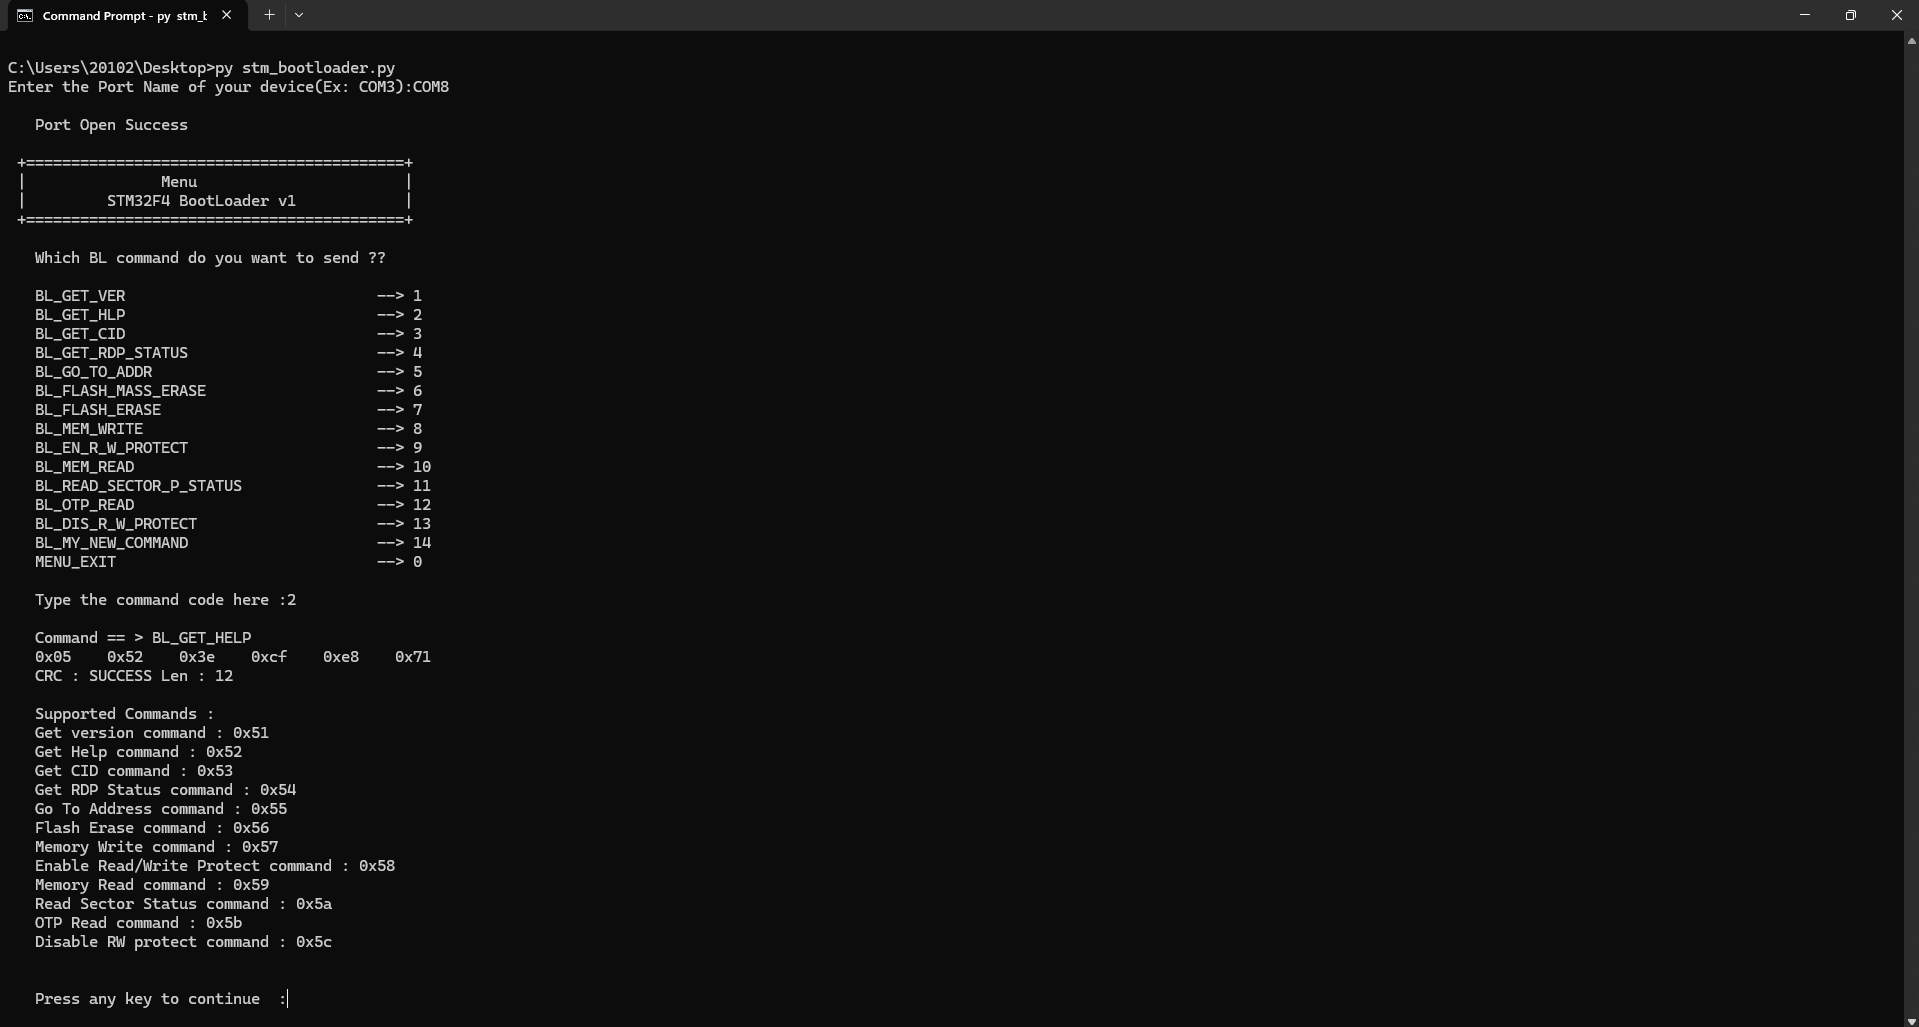 Command Prompt - py stm_b
C:\Users\20102\Desktop>py stm_bootloader.py
Enter the Port Name of your device(Ex: COM3):COM8
Port Open Success
+==========================================+
|               Menu                       |
|         STM32F4 BootLoader v1            |
+==========================================+
Which BL command do you want to send ??
BL_GET_VER                            --> 1
BL_GET_HLP                            --> 2
BL_GET_CID                            --> 3
BL_GET_RDP_STATUS                     --> 4
BL_GO_TO_ADDR                         --> 5
BL_FLASH_MASS_ERASE                   --> 6
BL_FLASH_ERASE                        --> 7
BL_MEM_WRITE                          --> 8
BL_EN_R_W_PROTECT                     --> 9
BL_MEM_READ                           --> 10
BL_READ_SECTOR_P_STATUS               --> 11
BL_OTP_READ                           --> 12
BL_DIS_R_W_PROTECT                    --> 13
BL_MY_NEW_COMMAND                     --> 14
MENU_EXIT                             --> 0
Type the command code here :2
Command == > BL_GET_HELP
0x05    0x52    0x3e    0xcf    0xe8    0x71
CRC : SUCCESS Len : 12
Supported Commands :
Get version command : 0x51
Get Help command : 0x52
Get CID command : 0x53
Get RDP Status command : 0x54
Go To Address command : 0x55
Flash Erase command : 0x56
Memory Write command : 0x57
Enable Read/Write Protect command : 0x58
Memory Read command : 0x59
Read Sector Status command : 0x5a
OTP Read command : 0x5b
Disable RW protect command : 0x5c
Press any key to continue  :